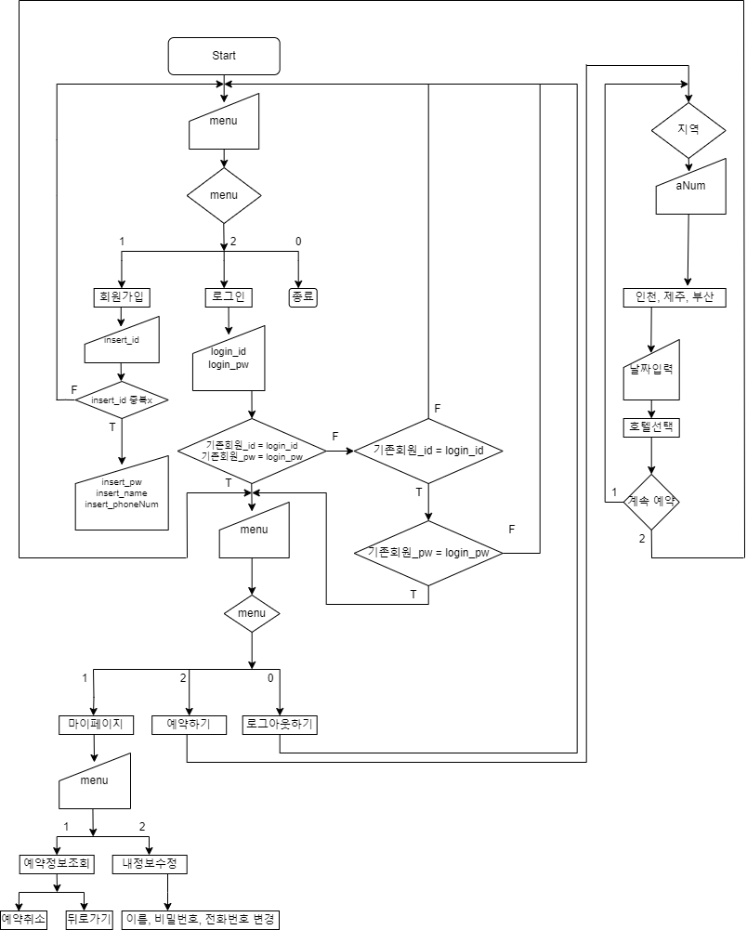 Start
menu
menu
1
2
0
회원가입
로그인
종료
insert_id
login_id
login_pw
F
insert_id 중복x
T
insert_pw
insert_name
insert_phoneNum
기존회원_id = login_id
기존회원_pw = login_pw
F
T
기존회원_id = login_id
F
T
기존회원_pw = login_pw
F
T
menu
menu
1
2
0
마이페이지
예약하기
로그아웃하기
menu
1
2
예약정보조회
내정보수정
예약취소
뒤로가기
이름, 비밀번호, 전화번호 변경
지역
aNum
인천, 제주, 부산
날짜입력
호텔선택
1
계속 예약
2